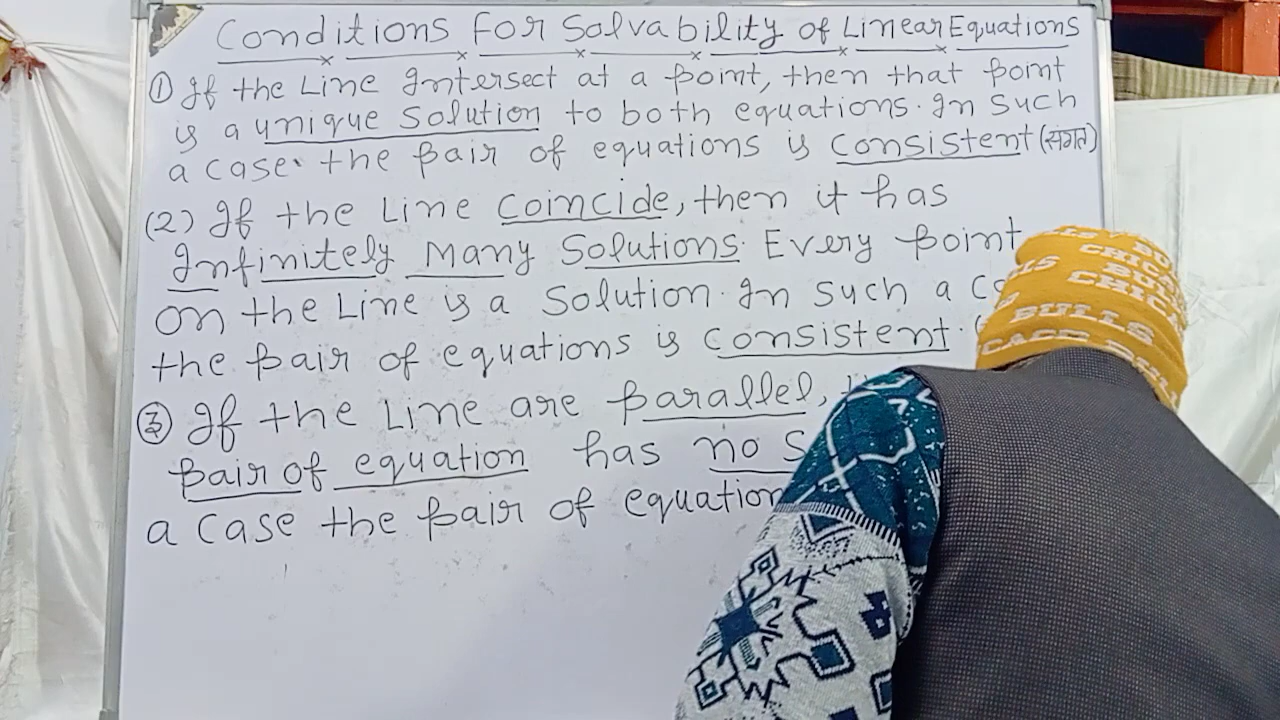 Conditions For Solvability of Linear Equations
① If the Line Intersect at a point, then that point
is a unique Solution to both equations. In Such
a case. the pair of equations is Consistent (संगत)
(2) If the Line Coincide, then it has
Infinitely Many Solutions. Every point
on the Line is a Solution. In such a
the pair of equations is Consistent.
③ If the Line are parallel,
pair of equation has no
a case the pair of equation
BULLS